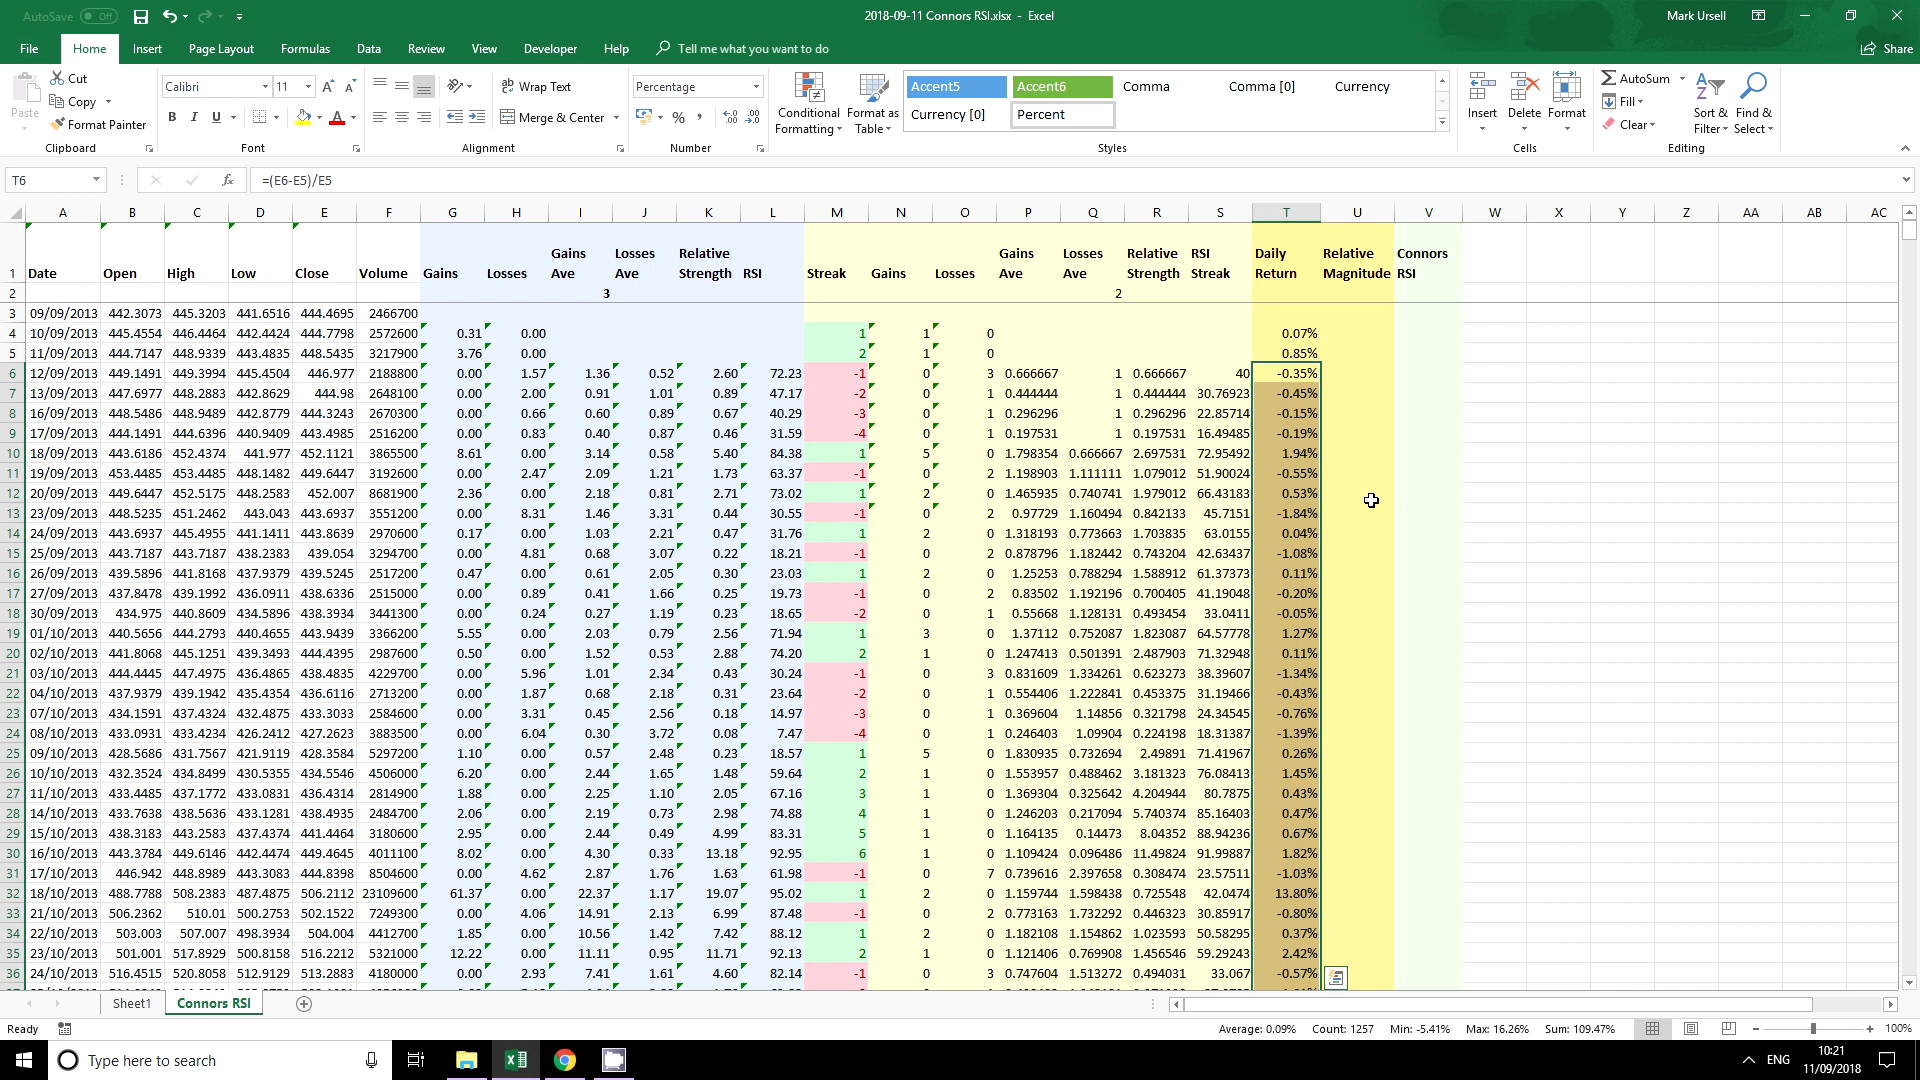 AutoSave Off
2018-09-11 Connors RSI.xlsx - Excel
Mark Ursell
File Home Insert Page Layout Formulas Data Review View Developer Help Tell me what you want to do Share
Paste Cut Calibri 11 Wrap Text Percentage Conditional Formatting Format as Table Accent5 Accent6 Comma Comma [0] Currency Insert Delete Format AutoSum Sort & Filter Find & Select
Copy Fill
Format Painter B I U Merge & Center % Currency [0] Percent Clear
Clipboard Font Alignment Number Styles Cells Editing
T6 fx =(E6-E5)/E5
A B C D E F G H I J K L M N O P Q R S T U V W X Y Z AA AB AC
1 Date Open High Low Close Volume Gains Losses Gains Ave Losses Ave Relative Strength RSI Streak Gains Losses Gains Ave Losses Ave Relative Strength RSI Streak Daily Return Relative Magnitude Connors RSI
2 3 2
3 09/09/2013 442.3073 445.3203 441.6516 444.4695 2466700
4 10/09/2013 445.4554 446.4464 442.4424 444.7798 2572600 0.31 0.00 1 1 0 0.07%
5 11/09/2013 444.7147 448.9339 443.4835 448.5435 3217900 3.76 0.00 2 1 0 0.85%
6 12/09/2013 449.1491 449.3994 445.4504 446.977 2188800 0.00 1.57 1.36 0.52 2.60 72.23 -1 0 3 0.666667 1 0.666667 40 -0.35%
7 13/09/2013 447.6977 448.2883 442.8629 444.98 2648100 0.00 2.00 0.91 1.01 0.89 47.17 -2 0 1 0.444444 1 0.444444 30.76923 -0.45%
8 16/09/2013 448.5486 448.9489 442.8779 444.3243 2670300 0.00 0.66 0.60 0.89 0.67 40.29 -3 0 1 0.296296 1 0.296296 22.85714 -0.15%
9 17/09/2013 444.1491 444.6396 440.9409 443.4985 2516200 0.00 0.83 0.40 0.87 0.46 31.59 -4 0 1 0.197531 1 0.197531 16.49485 -0.19%
10 18/09/2013 443.6186 452.4374 441.977 452.1121 3865500 8.61 0.00 3.14 0.58 5.40 84.38 1 5 0 1.798354 0.666667 2.697531 72.95492 1.94%
11 19/09/2013 453.4485 453.4485 448.1482 449.6447 3192600 0.00 2.47 2.09 1.21 1.73 63.37 -1 0 2 1.198903 1.111111 1.079012 51.90024 -0.55%
12 20/09/2013 449.6447 452.5175 448.2583 452.007 8681900 2.36 0.00 2.18 0.81 2.71 73.02 1 2 0 1.465935 0.740741 1.979012 66.43183 0.53%
13 23/09/2013 448.5235 451.2462 443.043 443.6937 3551200 0.00 8.31 1.46 3.31 0.44 30.55 -1 0 2 0.97729 1.160494 0.842133 45.7151 -1.84%
14 24/09/2013 443.6937 445.4955 441.1411 443.8639 2970600 0.17 0.00 1.03 2.21 0.47 31.76 1 2 0 1.318193 0.773663 1.703835 63.0155 0.04%
15 25/09/2013 443.7187 443.7187 438.2383 439.054 3294700 0.00 4.81 0.68 3.07 0.22 18.21 -1 0 2 0.878796 1.182442 0.743204 42.63437 -1.08%
16 26/09/2013 439.5896 441.8168 437.9379 439.5245 2517200 0.47 0.00 0.61 2.05 0.30 23.03 1 2 0 1.25253 0.788294 1.588912 61.37373 0.11%
17 27/09/2013 437.8478 439.1992 436.0911 438.6336 2515000 0.00 0.89 0.41 1.66 0.25 19.73 -1 0 2 0.83502 1.192196 0.700405 41.19048 -0.20%
18 30/09/2013 434.975 440.8609 434.5896 438.3934 3441300 0.00 0.24 0.27 1.19 0.23 18.65 -2 0 1 0.55668 1.128131 0.493454 33.0411 -0.05%
19 01/10/2013 440.5656 444.2793 440.4655 443.9439 3366200 5.55 0.00 2.03 0.79 2.56 71.94 1 3 0 1.37112 0.752087 1.823087 64.57778 1.27%
20 02/10/2013 441.8068 445.1251 439.3493 444.4395 2987600 0.50 0.00 1.52 0.53 2.88 74.20 2 1 0 1.247413 0.501391 2.487903 71.32948 0.11%
21 03/10/2013 444.4445 447.4975 436.4865 438.4835 4229700 0.00 5.96 1.01 2.34 0.43 30.24 -1 0 3 0.831609 1.334261 0.623273 38.39607 -1.34%
22 04/10/2013 437.9379 439.1942 435.4354 436.6116 2713200 0.00 1.87 0.68 2.18 0.31 23.64 -2 0 1 0.554406 1.222841 0.453375 31.19466 -0.43%
23 07/10/2013 434.1591 437.4324 432.4875 433.3033 2584600 0.00 3.31 0.45 2.56 0.18 14.97 -3 0 1 0.369604 1.14856 0.321798 24.34545 -0.76%
24 08/10/2013 433.0931 433.4234 426.2412 427.2623 3883500 0.00 6.04 0.30 3.72 0.08 7.47 -4 0 1 0.246403 1.09904 0.224198 18.31387 -1.39%
25 09/10/2013 428.5686 431.7567 421.9119 428.3584 5297200 1.10 0.00 0.57 2.48 0.23 18.57 1 5 0 1.830935 0.732694 2.49891 71.41967 0.26%
26 10/10/2013 432.3524 434.8499 430.5355 434.5546 4506000 6.20 0.00 2.44 1.65 1.48 59.64 2 1 0 1.553957 0.488462 3.181323 76.08413 1.45%
27 11/10/2013 433.4485 437.1772 433.0831 436.4314 2814900 1.88 0.00 2.25 1.10 2.05 67.16 3 1 0 1.369304 0.325642 4.204944 80.7875 0.43%
28 14/10/2013 433.7638 438.5636 433.1281 438.4935 2484700 2.06 0.00 2.19 0.73 2.98 74.88 4 1 0 1.246203 0.217094 5.740374 85.16403 0.47%
29 15/10/2013 438.3183 443.2583 437.4374 441.4464 3180600 2.95 0.00 2.44 0.49 4.99 83.31 5 1 0 1.164135 0.14473 8.04352 88.94236 0.67%
30 16/10/2013 443.3784 449.6146 442.4474 449.4645 4011100 8.02 0.00 4.30 0.33 13.18 92.95 6 1 0 1.109424 0.096486 11.49824 91.99887 1.82%
31 17/10/2013 446.942 448.8989 443.3083 444.8398 8504600 0.00 4.62 2.87 1.76 1.63 61.98 -1 0 7 0.739616 2.397658 0.308474 23.57511 -1.03%
32 18/10/2013 488.7788 508.2383 487.4875 506.2112 23109600 61.37 0.00 22.37 1.17 19.07 95.02 1 2 0 1.159744 1.598438 0.725548 42.0474 13.80%
33 21/10/2013 506.2362 510.01 500.2753 502.1522 7249300 0.00 4.06 14.91 2.13 6.99 87.48 -1 0 2 0.773163 1.732292 0.446323 30.85917 -0.80%
34 22/10/2013 503.003 507.007 498.3934 504.004 4412700 1.85 0.00 10.56 1.42 7.42 88.12 1 2 0 1.182108 1.154862 1.023593 50.58295 0.37%
35 23/10/2013 501.001 517.8929 500.8158 516.2212 5321000 12.22 0.00 11.11 0.95 11.71 92.13 2 1 0 1.121406 0.769908 1.456546 59.29243 2.42%
36 24/10/2013 516.4515 520.8058 512.9129 513.2883 4180000 0.00 2.93 7.41 1.61 4.60 82.14 -1 0 3 0.747604 1.513272 0.494031 33.067 -0.57%
Sheet1 Connors RSI
Ready Average: 0.09% Count: 1257 Min: -5.41% Max: 16.26% Sum: 109.47% 100%
Type here to search ENG 10:21
11/09/2018